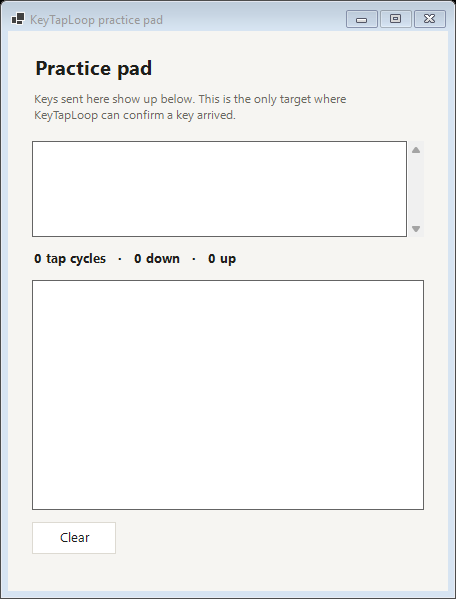 KeyTapLoop practice pad
Practice pad
Keys sent here show up below. This is the only target where
KeyTapLoop can confirm a key arrived.
0 tap cycles · 0 down · 0 up
Clear